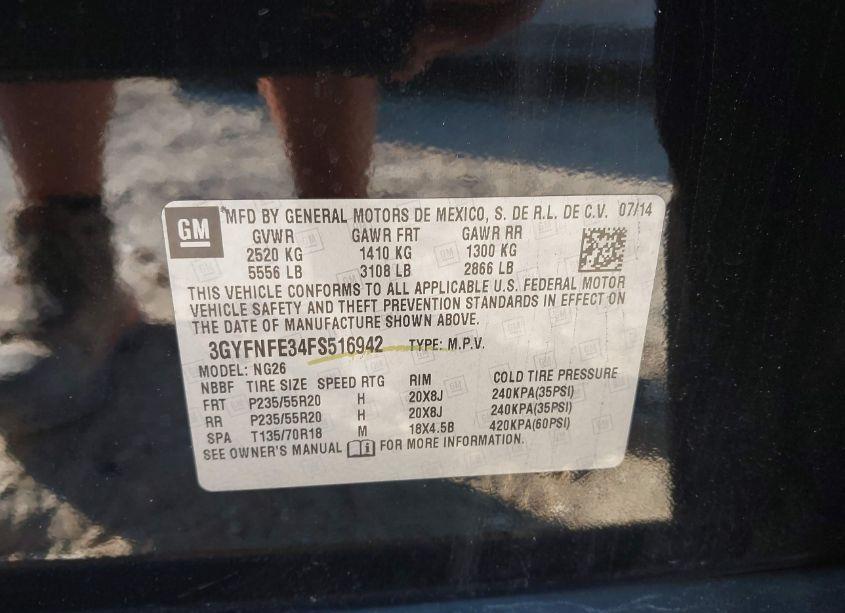 GM MFD BY GENERAL MOTORS DE MEXICO, S. DE R.L. DE C.V. 07/14
GVWR GAWR FRT GAWR RR
2520 KG 1410 KG 1300 KG
5556 LB 3108 LB 2866 LB
THIS VEHICLE CONFORMS TO ALL APPLICABLE U.S. FEDERAL MOTOR
VEHICLE SAFETY AND THEFT PREVENTION STANDARDS IN EFFECT ON
THE DATE OF MANUFACTURE SHOWN ABOVE.
3GYFNFE34FS516942 TYPE: M.P.V.
MODEL: NG26
NBBF TIRE SIZE SPEED RTG RIM COLD TIRE PRESSURE
FRT P235/55R20 H 20X8J 240KPA(35PSI)
RR P235/55R20 H 20X8J 240KPA(35PSI)
SPA T135/70R18 M 18X4.5B 420KPA(60PSI)
SEE OWNER'S MANUAL FOR MORE INFORMATION.